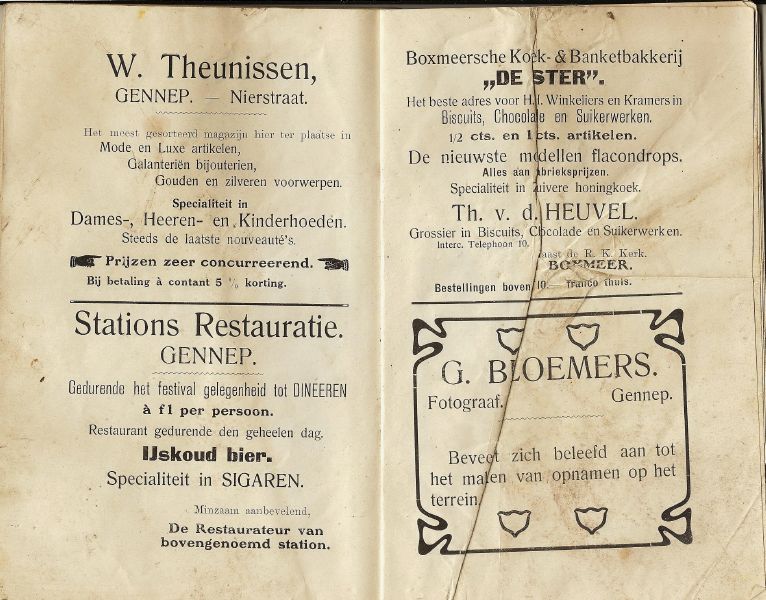 W. Theunissen,
GENNEP. — Nierstraat.
Het meest gesorteerd magazijn hier ter plaatse in
Mode en Luxe artikelen,
Galanteriën bijouterien,
Gouden en zilveren voorwerpen.
Specialiteit in
Dames-, Heeren- en Kinderhoeden.
Steeds de laatste nouveauté's.
Prijzen zeer concurreerend.
Bij betaling à contant 5 % korting.
Stations Restauratie.
GENNEP.
Gedurende het festival gelegenheid tot DINEEREN
à f1 per persoon.
Restaurant gedurende den geheelen dag.
IJskoud bier.
Specialiteit in SIGAREN.
Minzaam aanbevelend,
De Restaurateur van
bovengenoemd station.
Boxmeersche Koek- & Banketbakkerij
„DE STER".
Het beste adres voor H.H. Winkeliers en Kramers in
Biscuits, Chocolade en Suikerwerken.
1/2 cts. en 1 cts. artikelen.
De nieuwste modellen flacondrops.
Alles aan fabrieksprijzen.
Specialiteit in zuivere honingkoek.
Th. v. d. HEUVEL.
Grossier in Biscuits, Chocolade en Suikerwerken.
Interc. Telephoon 10.
naast de R. K. Kerk.
BOXMEER.
Bestellingen boven 10.— franco thuis.
G. BLOEMERS.
Fotograaf.
Gennep.
Beveet zich beleefd aan tot
het maken van opnamen op het
terrein.